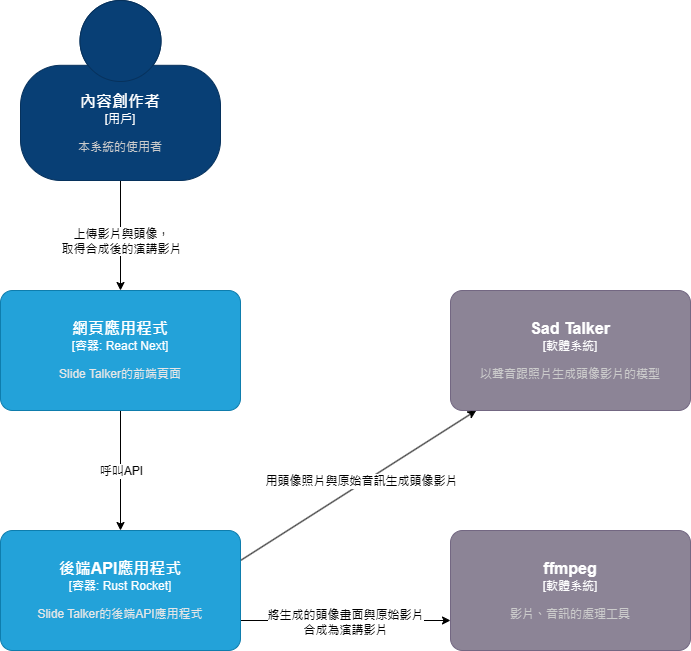 內容創作者
[用戶]
本系統的使用者
上傳影片與頭像，
取得合成後的演講影片
網頁應用程式
[容器: React Next]
Slide Talker的前端頁面
Sad Talker
[軟體系統]
以聲音跟照片生成頭像影片的模型
呼叫API
用頭像照片與原始音訊生成頭像影片
後端API應用程式
[容器: Rust Rocket]
Slide Talker的後端API應用程式
將生成的頭像畫面與原始影片
合成為演講影片
ffmpeg
[軟體系統]
影片、音訊的處理工具